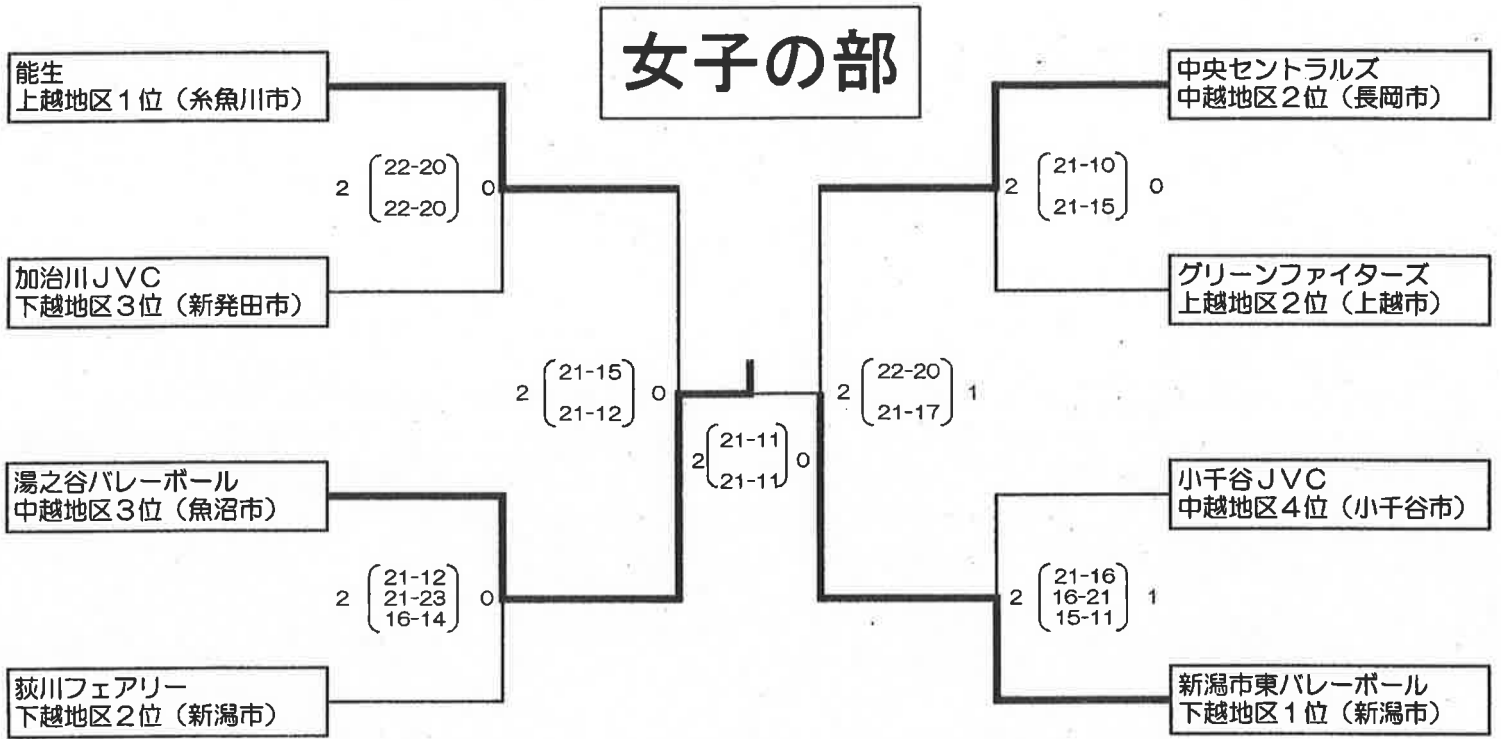 女子の部
能生
上越地区1位（糸魚川市）
2 22-20 0
22-20
加治川JVC
下越地区3位（新発田市）
2 21-15 0
21-12
湯之谷バレーボール
中越地区3位（魚沼市）
2 21-12 0
21-23
16-14
荻川フェアリー
下越地区2位（新潟市）
2 21-11 0
21-11
中央セントラルズ
中越地区2位（長岡市）
2 21-10 0
21-15
グリーンファイターズ
上越地区2位（上越市）
2 22-20 1
21-17
小千谷JVC
中越地区4位（小千谷市）
2 21-16 1
16-21
15-11
新潟市東バレーボール
下越地区1位（新潟市）